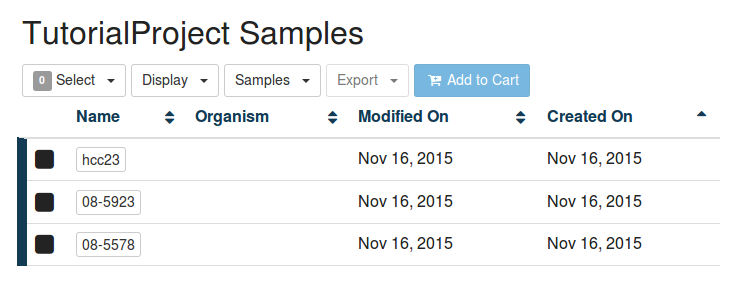 TutorialProject Samples
0 Select Display Samples Export Add to Cart
Name Organism Modified On Created On
hcc23 Nov 16, 2015 Nov 16, 2015
08-5923 Nov 16, 2015 Nov 16, 2015
08-5578 Nov 16, 2015 Nov 16, 2015